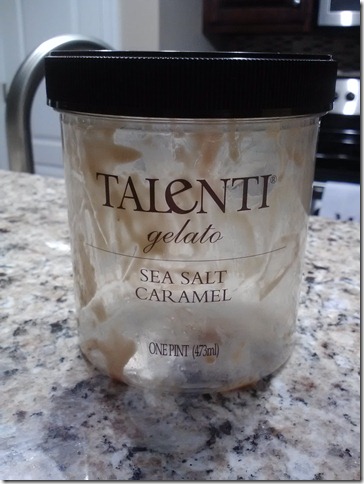 TALENTI®
gelato
SEA SALT
CARAMEL
ONE PINT (473ml)